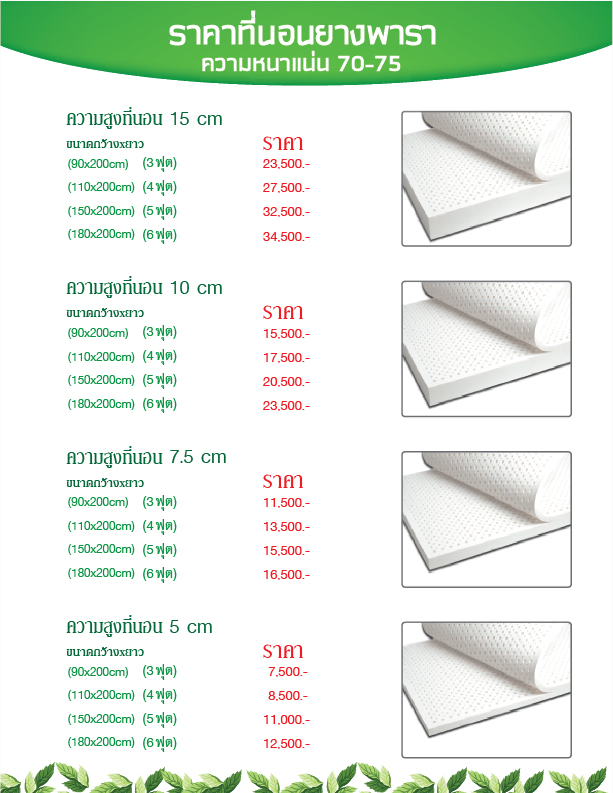 ราคาที่นอนยางพารา
ความหนาแน่น 70-75
ความสูงที่นอน 15 cm
ขนาดกว้างxยาว ราคา
(90x200cm) (3 ฟุต) 23,500.-
(110x200cm) (4 ฟุต) 27,500.-
(150x200cm) (5 ฟุต) 32,500.-
(180x200cm) (6 ฟุต) 34,500.-
ความสูงที่นอน 10 cm
ขนาดกว้างxยาว ราคา
(90x200cm) (3 ฟุต) 15,500.-
(110x200cm) (4 ฟุต) 17,500.-
(150x200cm) (5 ฟุต) 20,500.-
(180x200cm) (6 ฟุต) 23,500.-
ความสูงที่นอน 7.5 cm
ขนาดกว้างxยาว ราคา
(90x200cm) (3 ฟุต) 11,500.-
(110x200cm) (4 ฟุต) 13,500.-
(150x200cm) (5 ฟุต) 15,500.-
(180x200cm) (6 ฟุต) 16,500.-
ความสูงที่นอน 5 cm
ขนาดกว้างxยาว ราคา
(90x200cm) (3 ฟุต) 7,500.-
(110x200cm) (4 ฟุต) 8,500.-
(150x200cm) (5 ฟุต) 11,000.-
(180x200cm) (6 ฟุต) 12,500.-